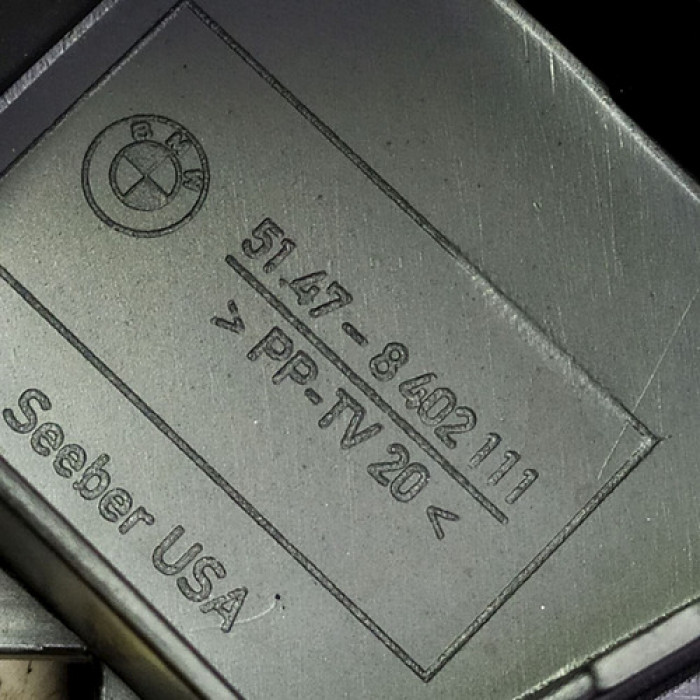 BMW
51.47-8 402 111
>PP-TV 20<
Seeber USA